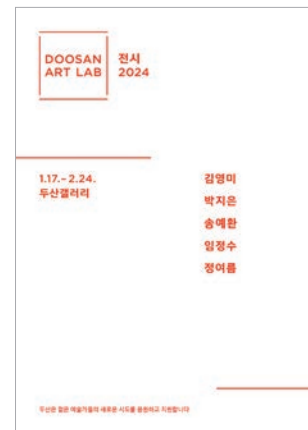 DOOSAN
ART LAB
전시
2024
1.17.–2.24.
두산갤러리
김영미
박지은
송예환
임정수
정여름
두산은 젊은 예술가들의 새로운 시도를 응원하고 지원합니다